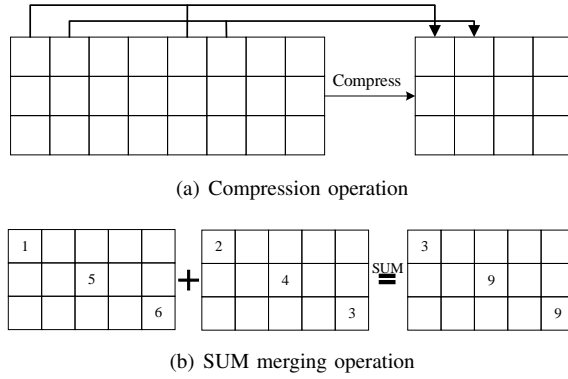 Compress
(a) Compression operation
1 2 3
SUM
5 + 4 = 9
6 3 9
(b) SUM merging operation